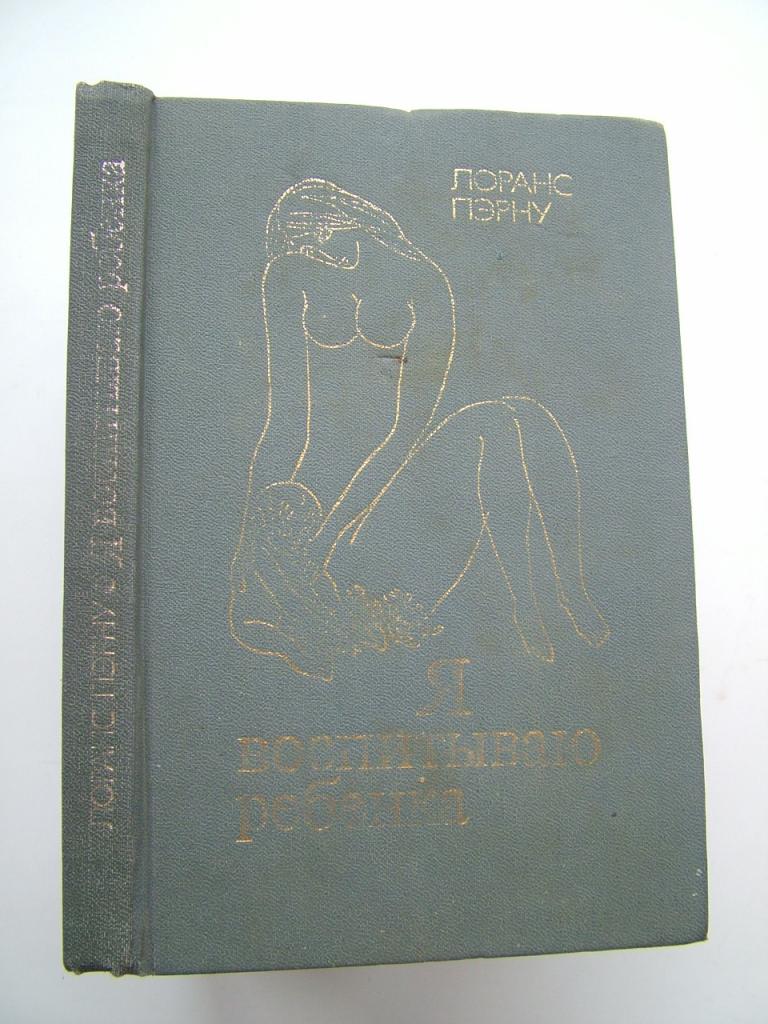 ЛОРАНС
ПЭРНУ
Я
воспитываю
ребенка
ЛОРАНС ПЭРНУ о Я воспитываю ребенка